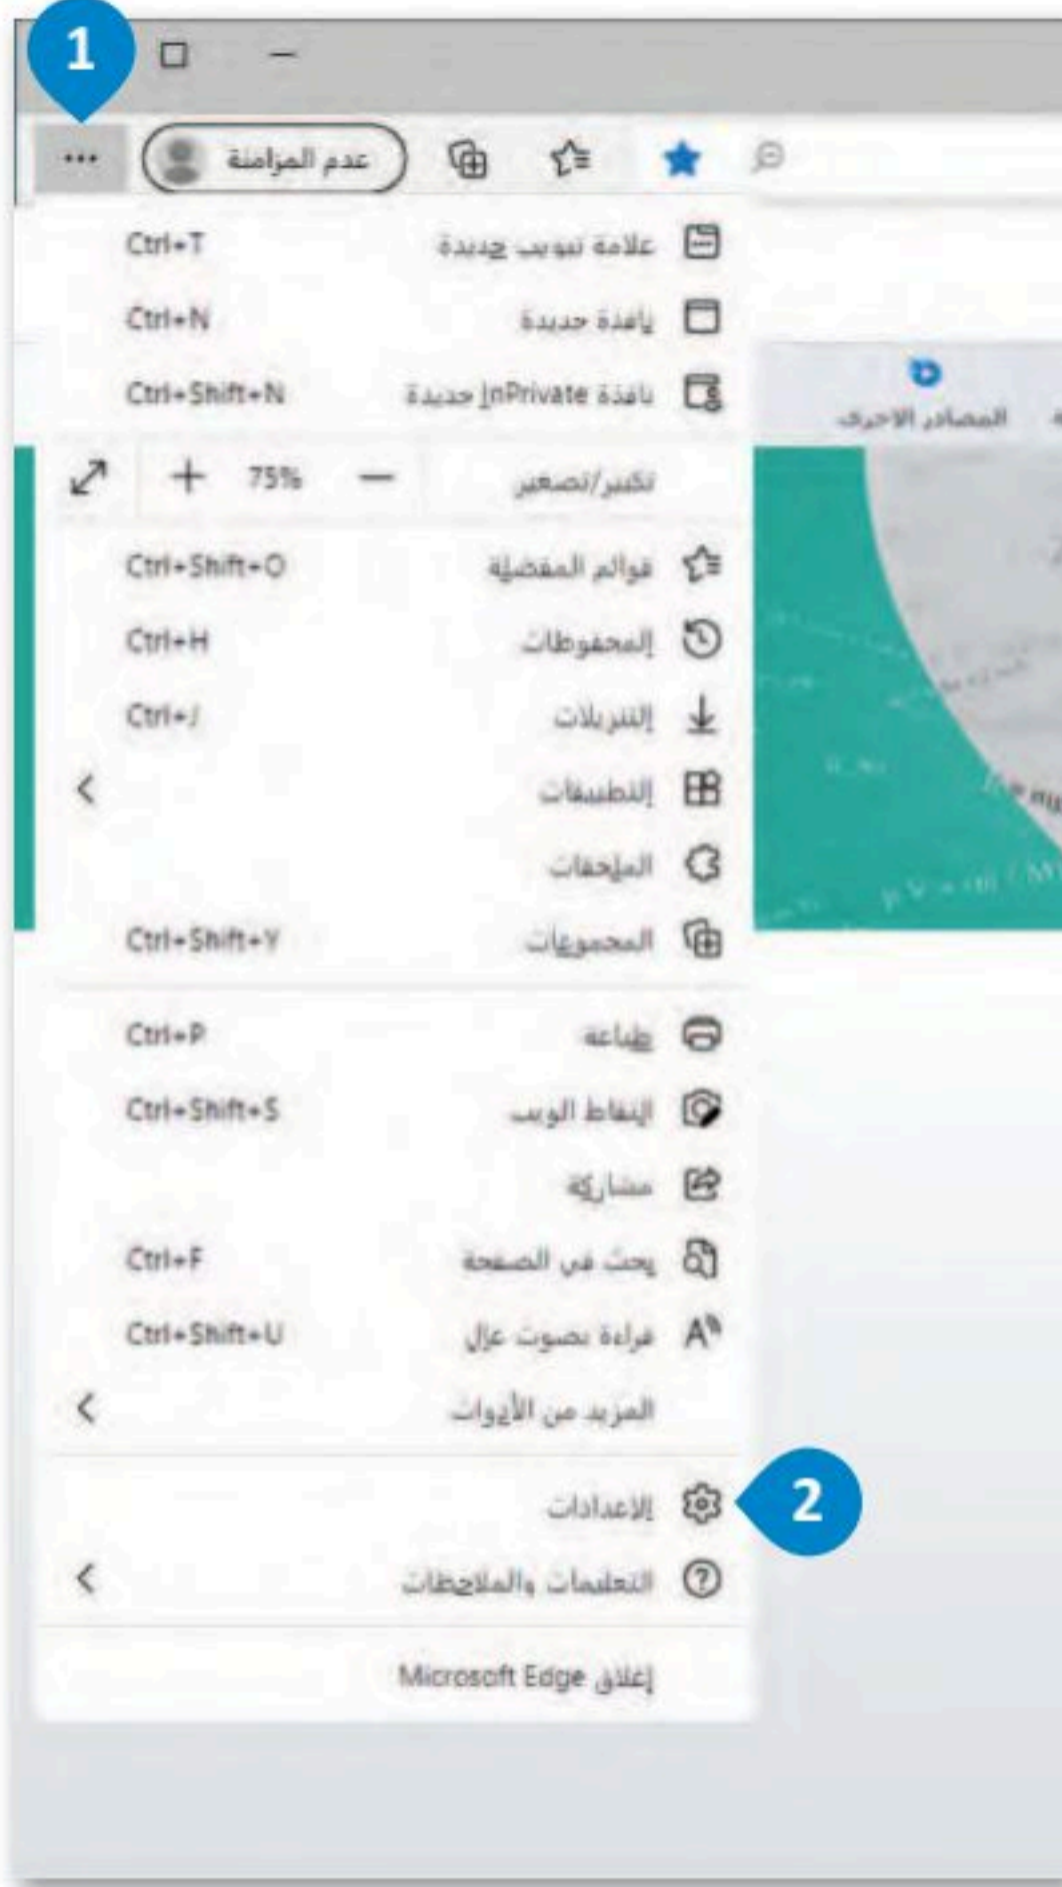 1
عدم المزامنة
علامة تبويب جديدة Ctrl+T
نافذة جديدة Ctrl+N
نافذة InPrivate جديدة Ctrl+Shift+N
المصادر الاخرى
تكبير/تصغير — 75% +
قوائم المفضلة Ctrl+Shift+O
المحفوظات Ctrl+H
التنزيلات Ctrl+J
التطبيقات
الملحقات
المجموعات Ctrl+Shift+Y
طباعة Ctrl+P
التقاط الويب Ctrl+Shift+S
مشاركة
بحث في الصفحة Ctrl+F
قراءة بصوت عالٍ Ctrl+Shift+U
المزيد من الأدوات
الإعدادات 2
التعليمات والملاحظات
إغلاق Microsoft Edge